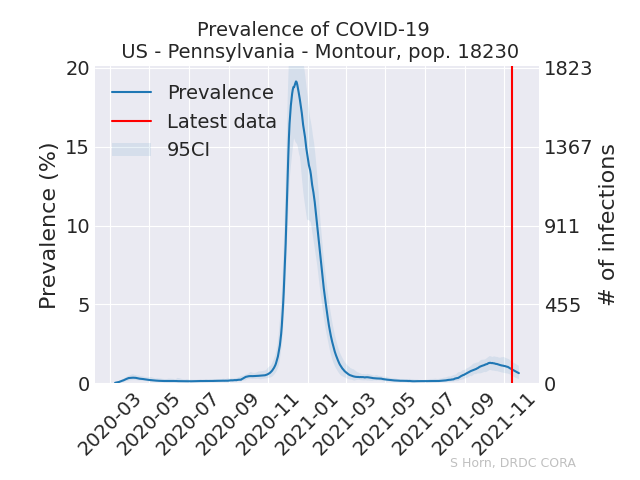 Prevalence of COVID-19
US - Pennsylvania - Montour, pop. 18230
20
15
10
5
0
Prevalence (%)
Prevalence
Latest data
95CI
1823
1367
911
455
0
# of infections
2020-03
2020-05
2020-07
2020-09
2020-11
2021-01
2021-03
2021-05
2021-07
2021-09
2021-11
S Horn, DRDC CORA